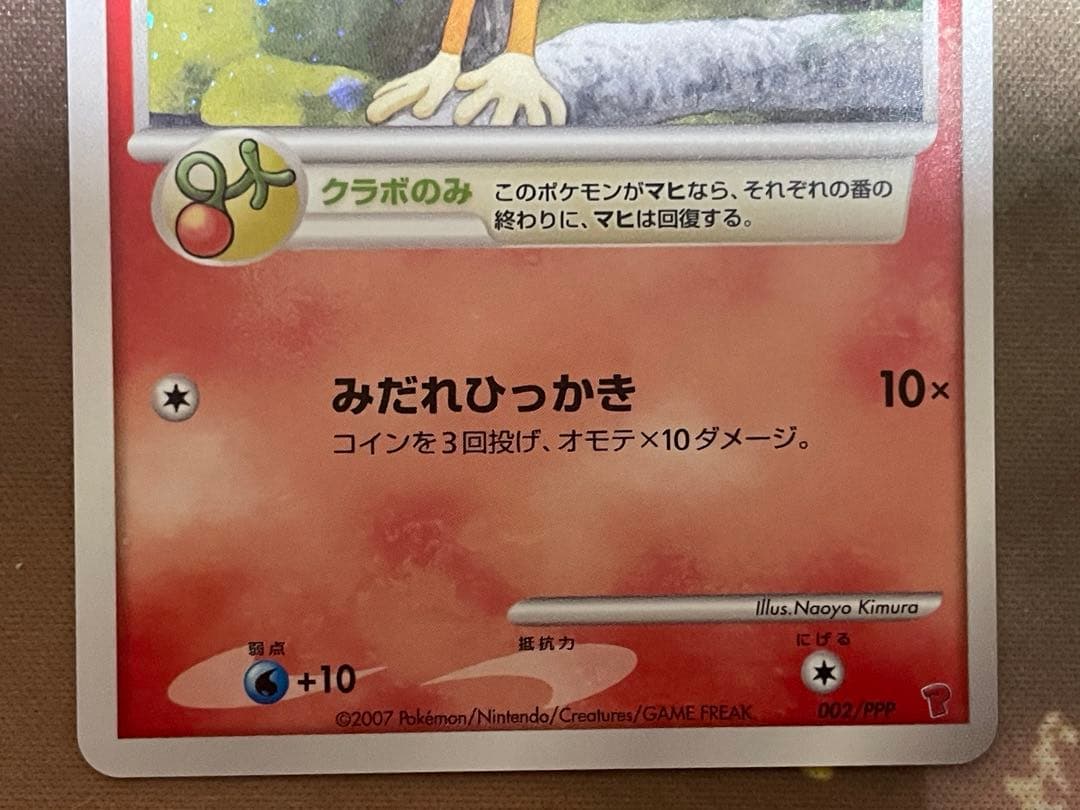 クラボのみ
このポケモンがマヒなら、それぞれの番の
終わりに、マヒは回復する。
みだれひっかき 10×
コインを3回投げ、オモテ×10ダメージ。
Illus.Naoyo Kimura
弱点 抵抗力 にげる
+10
©2007 Pokémon/Nintendo/Creatures/GAME FREAK 002/PPP
P